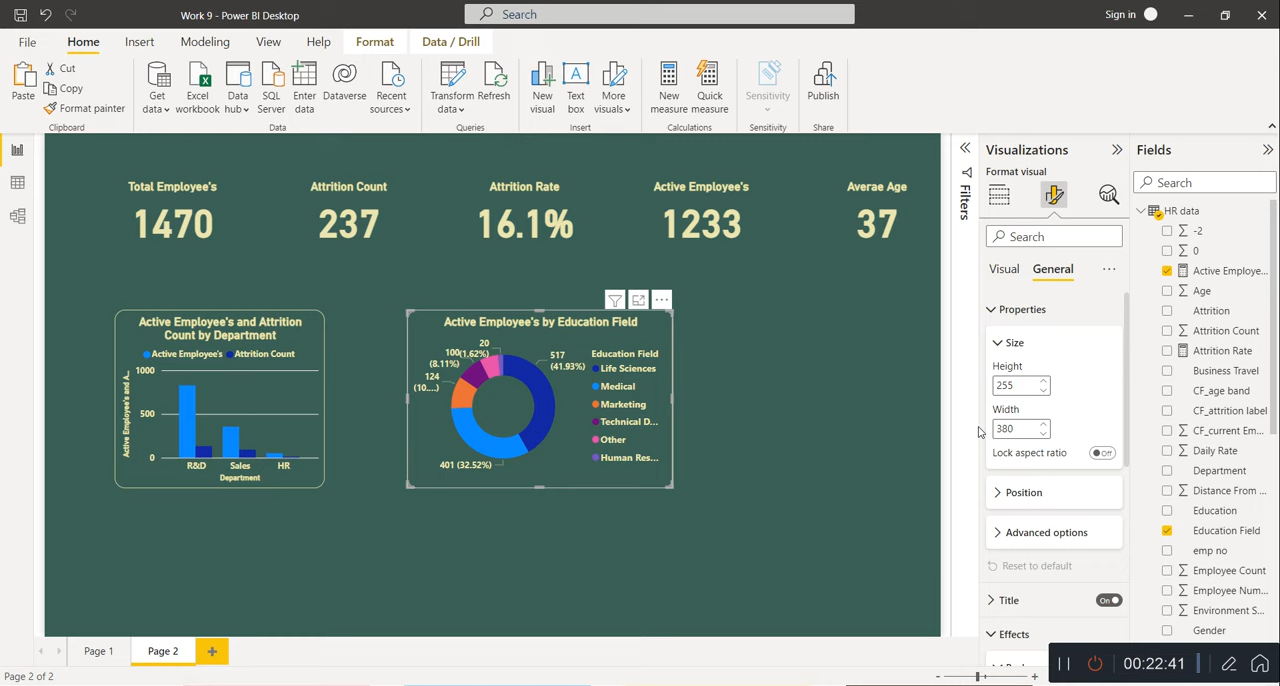 Work 9 - Power BI Desktop
Search
Sign in
File
Home
Insert
Modeling
View
Help
Format
Data / Drill
Paste
Cut
Copy
Format painter
Clipboard
Get data
Excel workbook
Data hub
SQL Server
Enter data
Dataverse
Recent sources
Data
Transform data
Refresh
Queries
New visual
Text box
More visuals
Insert
New measure
Quick measure
Calculations
Sensitivity
Sensitivity
Publish
Share
Total Employee's
1470
Attrition Count
237
Attrition Rate
16.1%
Active Employee's
1233
Averae Age
37
Active Employee's and Attrition
Count by Department
Active Employee's
Attrition Count
1000
500
0
Active Employee's and A...
R&D
Sales
HR
Department
Active Employee's by Education Field
20
(1.62%)
100
(8.11%)
124
(10....)
517
(41.93%)
401 (32.52%)
Education Field
Life Sciences
Medical
Marketing
Technical D...
Other
Human Res...
Filters
Visualizations
Format visual
Search
Visual
General
...
Properties
Size
Height
255
Width
380
Lock aspect ratio
Off
Position
Advanced options
Reset to default
Title
On
Effects
Fields
Search
HR data
-2
0
Active Employe...
Age
Attrition
Attrition Count
Attrition Rate
Business Travel
CF_age band
CF_attrition label
CF_current Em...
Daily Rate
Department
Distance From ...
Education
Education Field
emp no
Employee Count
Employee Num...
Environment S...
Gender
Page 1
Page 2
Page 2 of 2
00:22:41